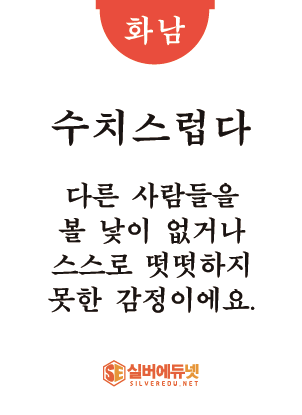 화남
수치스럽다
다른 사람들을
볼 낯이 없거나
스스로 떳떳하지
못한 감정이에요.
SE 실버에듀넷
SILVEREDU.NET